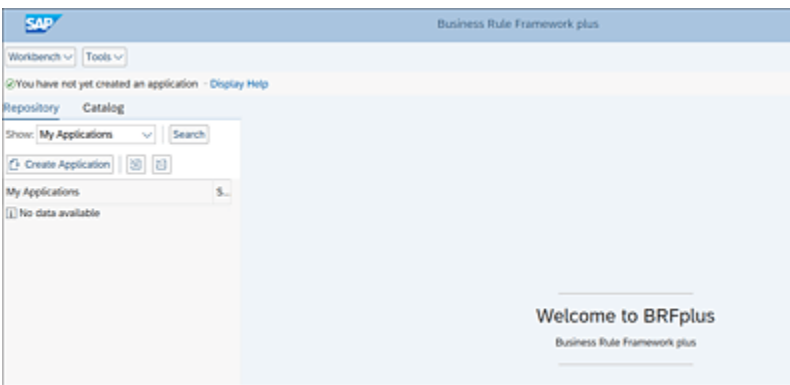 SAP
Business Rule Framework plus
Workbench Tools
You have not yet created an application - Display Help
Repository Catalog
Show: My Applications Search
Create Application
My Applications S...
No data available
Welcome to BRFplus
Business Rule Framework plus